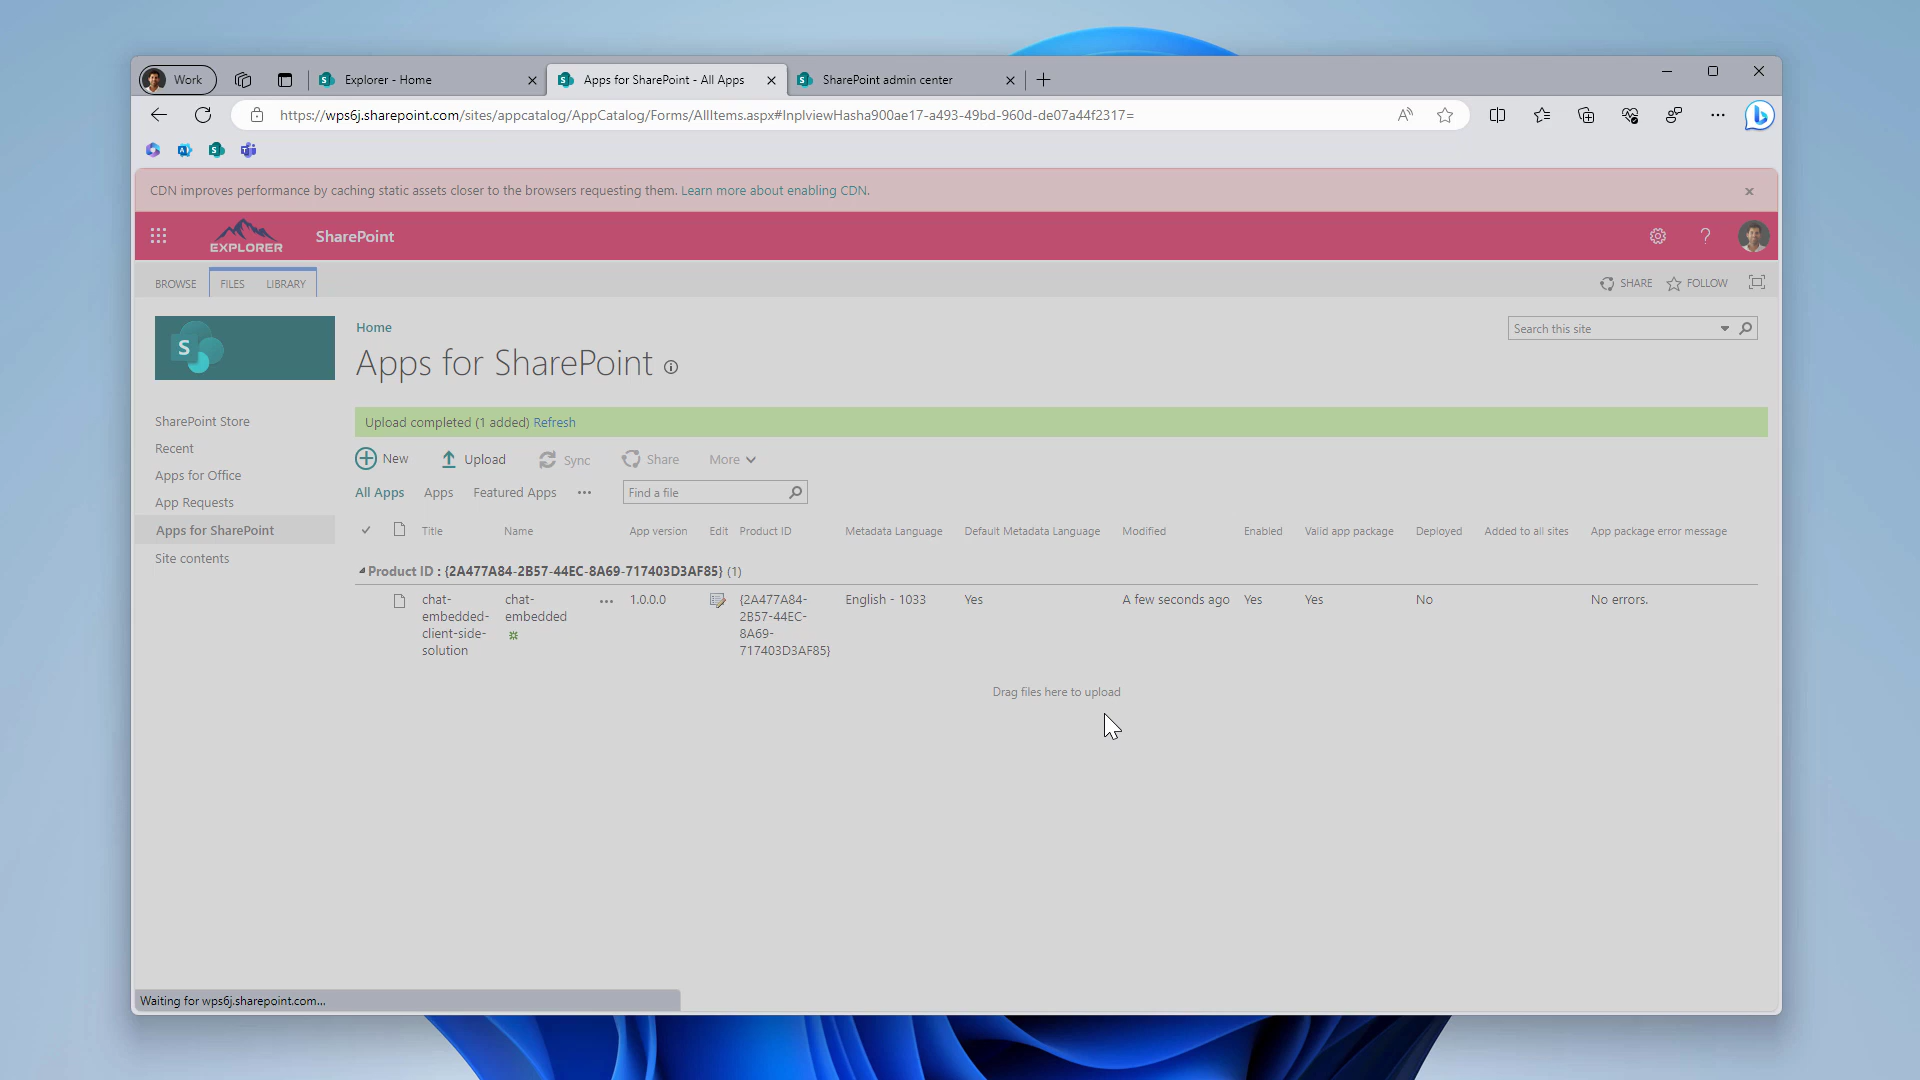 Work
Explorer - Home
Apps for SharePoint - All Apps
SharePoint admin center
https://wps6j.sharepoint.com/sites/appcatalog/AppCatalog/Forms/AllItems.aspx#InplviewHasha900ae17-a493-49bd-960d-de07a44f2317=
CDN improves performance by caching static assets closer to the browsers requesting them. Learn more about enabling CDN.
EXPLORER
SharePoint
BROWSE FILES LIBRARY
SHARE FOLLOW
S
Home
Search this site
Apps for SharePoint
SharePoint Store
Recent
Apps for Office
App Requests
Apps for SharePoint
Site contents
Upload completed (1 added) Refresh
New Upload Sync Share More
All Apps Apps Featured Apps ··· Find a file
Title Name App version Edit Product ID Metadata Language Default Metadata Language Modified Enabled Valid app package Deployed Added to all sites App package error message
Product ID : {2A477A84-2B57-44EC-8A69-717403D3AF85} (1)
chat-embedded-client-side-solution
chat-embedded
··· 1.0.0.0
{2A477A84-2B57-44EC-8A69-717403D3AF85}
English - 1033
Yes
A few seconds ago
Yes
Yes
No
No errors.
Drag files here to upload
Waiting for wps6j.sharepoint.com...